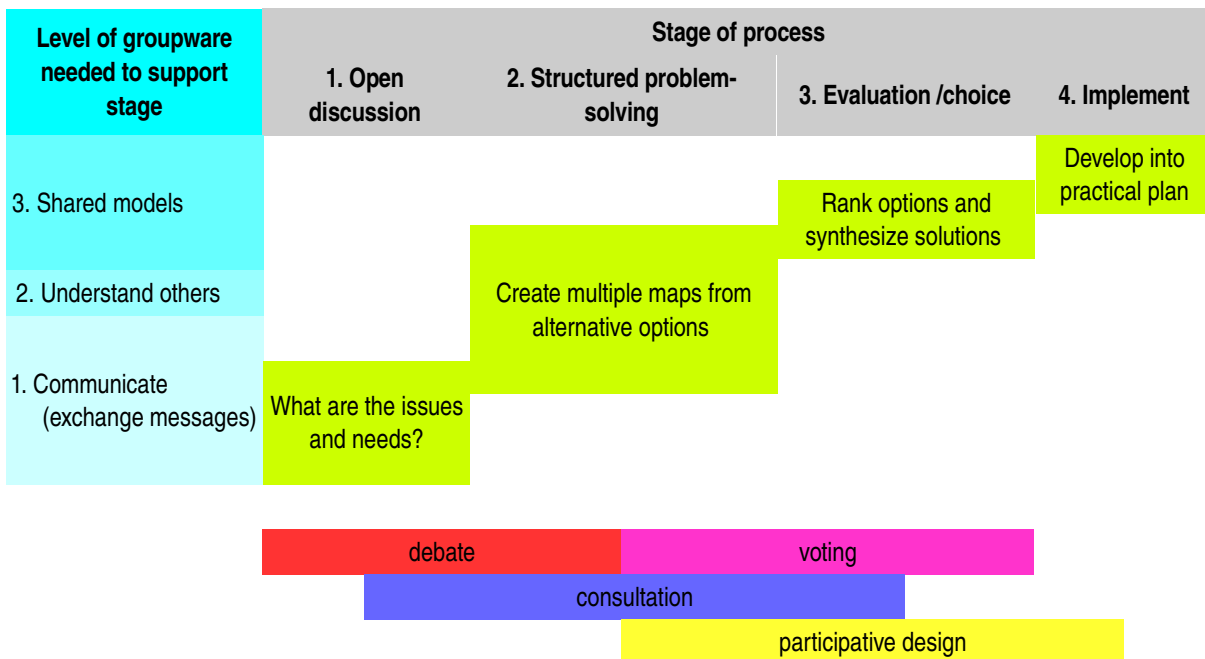 Level of groupware
needed to support
stage
Stage of process
1. Open
discussion
2. Structured problem-
solving
3. Evaluation /choice
4. Implement
3. Shared models
2. Understand others
1. Communicate
(exchange messages)
Develop into
practical plan
Rank options and
synthesize solutions
Create multiple maps from
alternative options
What are the issues
and needs?
debate
voting
consultation
participative design